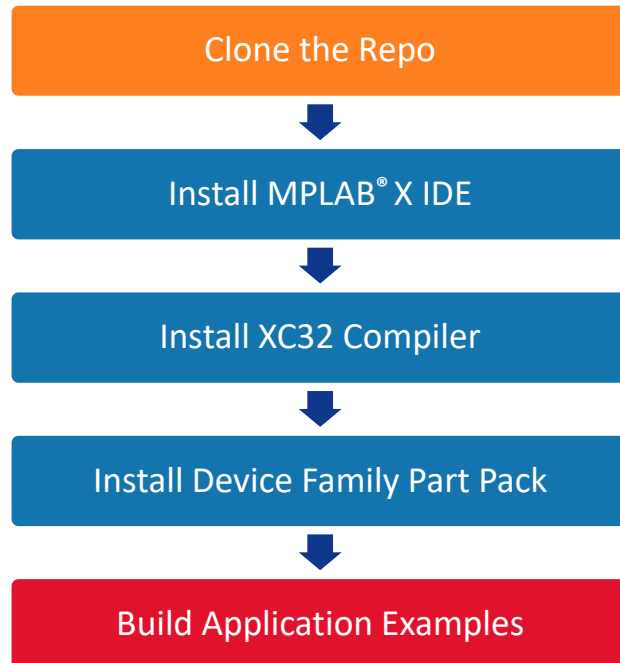 Clone the Repo
Install MPLAB® X IDE
Install XC32 Compiler
Install Device Family Part Pack
Build Application Examples